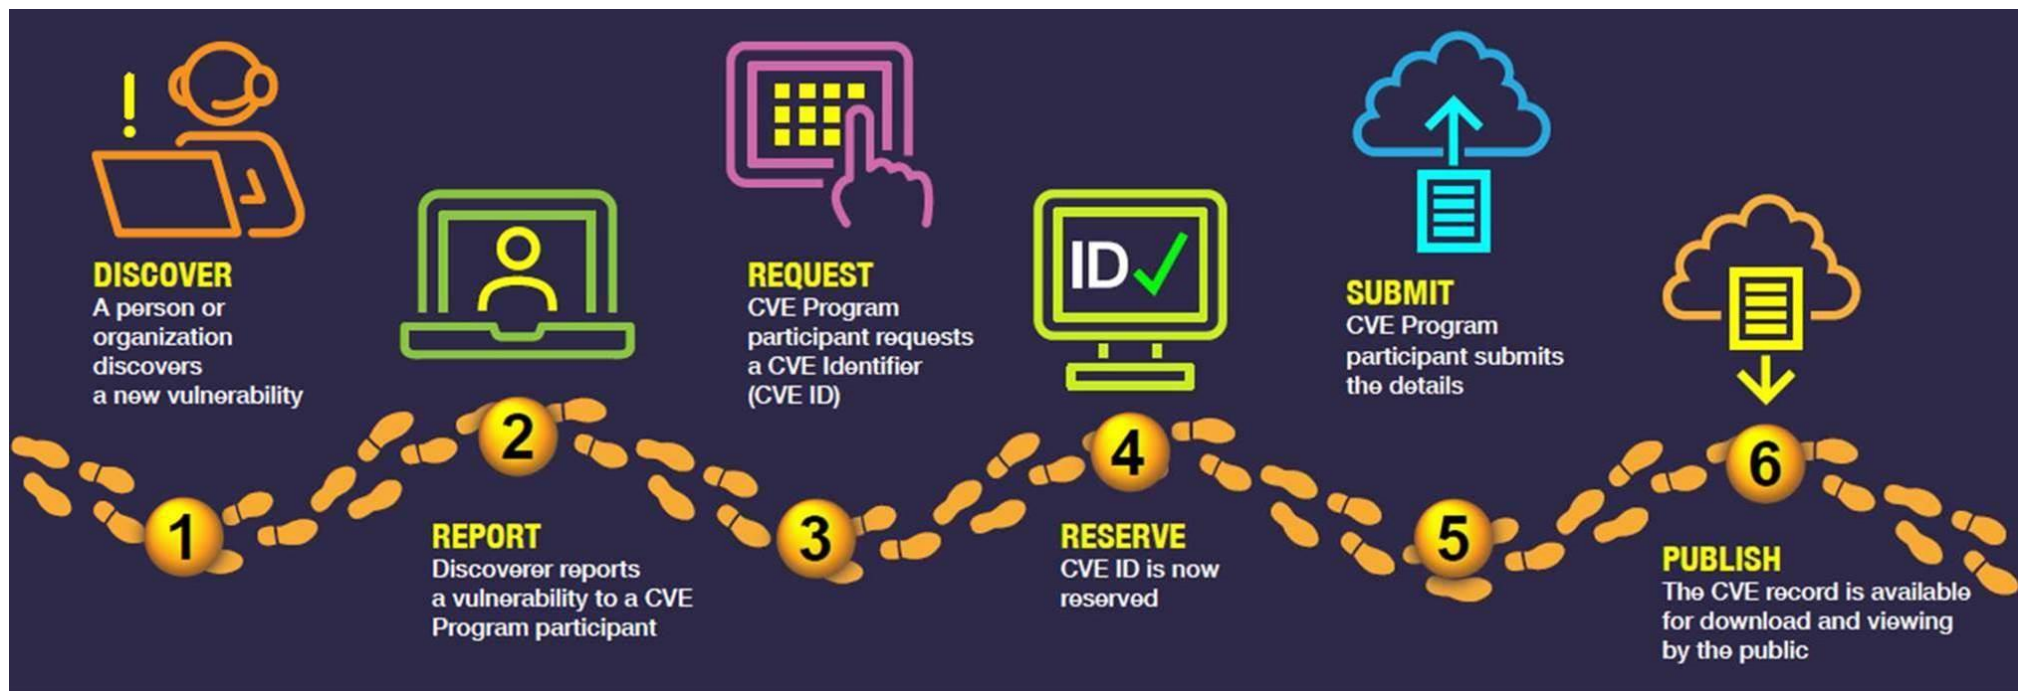 DISCOVER
A person or
organization
discovers
a new vulnerability
1
2
REPORT
Discoverer reports
a vulnerability to a CVE
Program participant
REQUEST
CVE Program
participant requests
a CVE Identifier
(CVE ID)
3
ID
4
RESERVE
CVE ID is now
reserved
SUBMIT
CVE Program
participant submits
the details
5
6
PUBLISH
The CVE record is available
for download and viewing
by the public